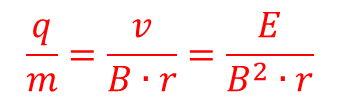 q/m = v/(B · r) = E/(B² · r)